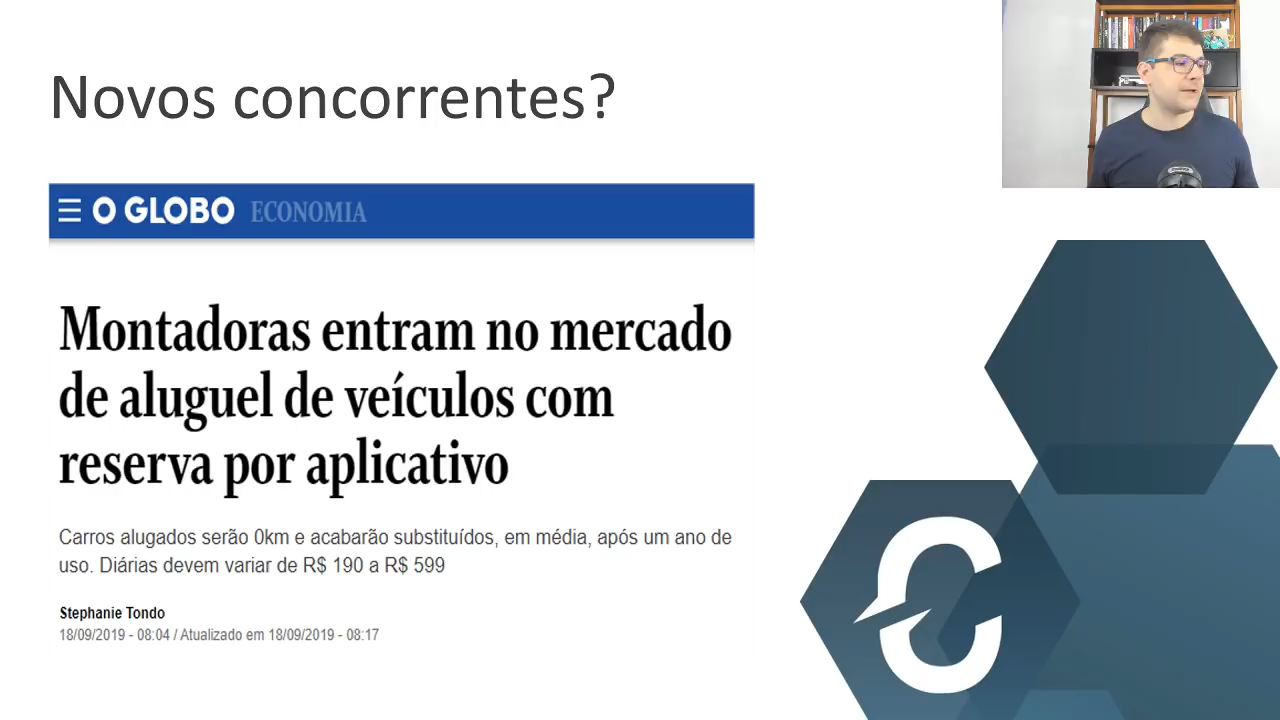 Novos concorrentes?
O GLOBO ECONOMIA
Montadoras entram no mercado
de aluguel de veículos com
reserva por aplicativo
Carros alugados serão 0km e acabarão substituídos, em média, após um ano de
uso. Diárias devem variar de R$ 190 a R$ 599
Stephanie Tondo
18/09/2019 - 08:04 / Atualizado em 18/09/2019 - 08:17